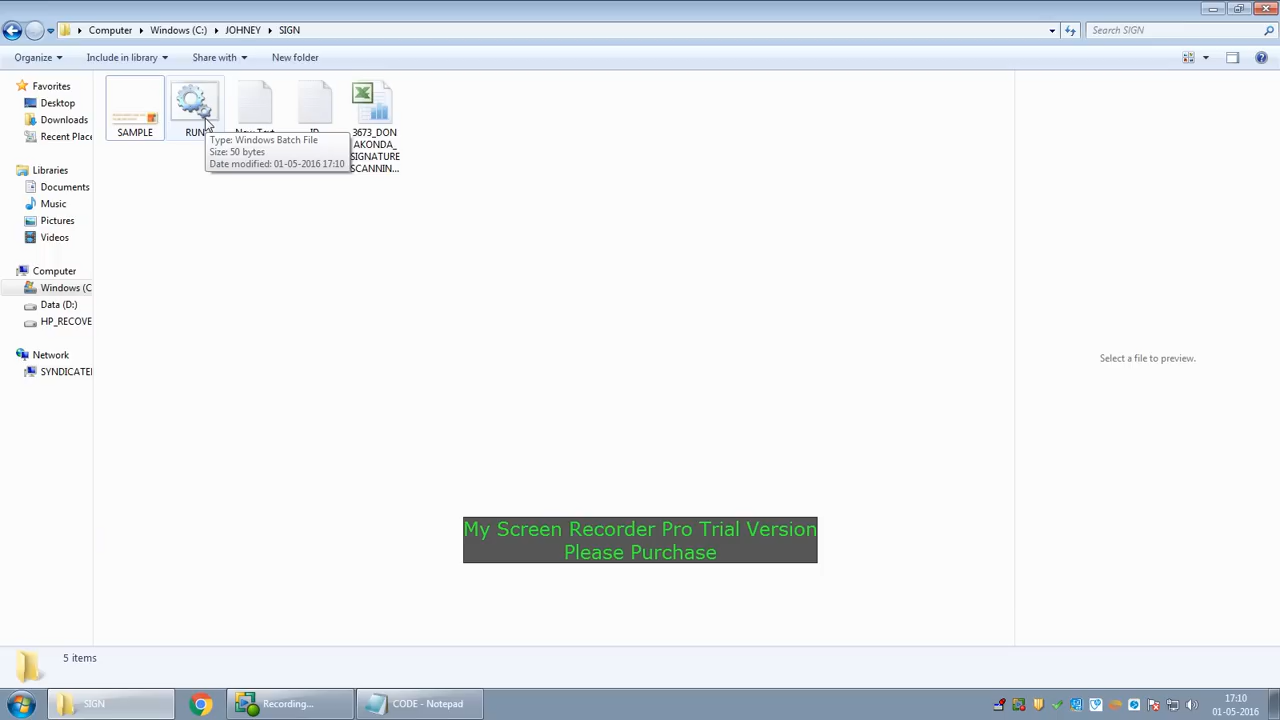 Computer Windows (C:) JOHNEY SIGN
Search SIGN
Organize Include in library Share with New folder
Favorites
Desktop
Downloads
Recent Place
Libraries
Documents
Music
Pictures
Videos
Computer
Windows (C
Data (D:)
HP_RECOVE
Network
SYNDICATE
SAMPLE
RUN
New Text
ID
3673_DON
AKONDA_
SIGNATURE
SCANNIN...
Type: Windows Batch File
Size: 50 bytes
Date modified: 01-05-2016 17:10
Select a file to preview.
My Screen Recorder Pro Trial Version
Please Purchase
5 items
SIGN
Recording...
CODE - Notepad
17:10
01-05-2016